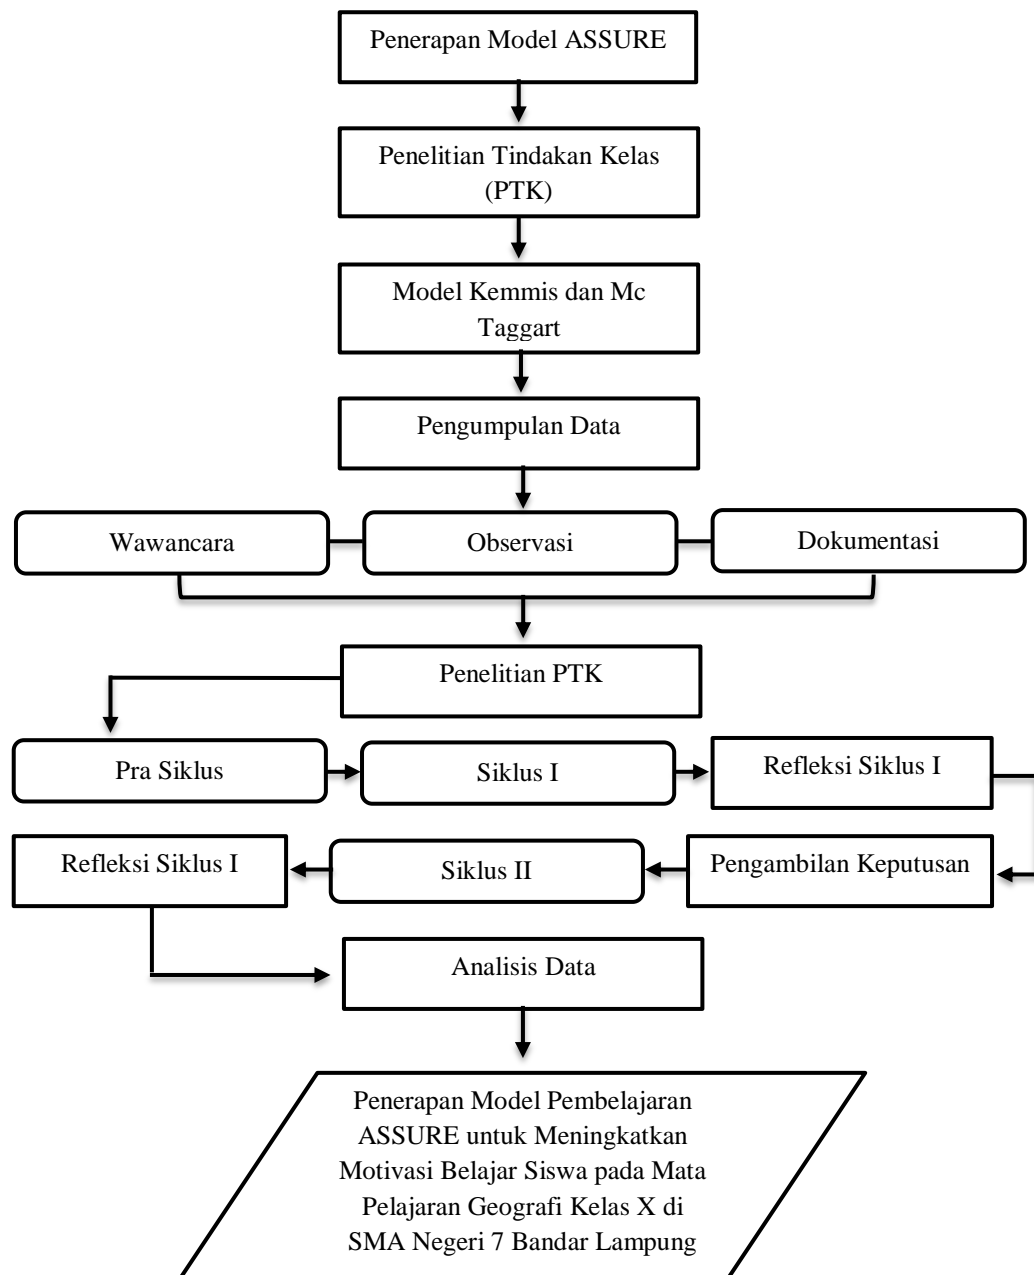 Penerapan Model ASSURE
Penelitian Tindakan Kelas
(PTK)
Model Kemmis dan Mc
Taggart
Pengumpulan Data
Wawancara
Observasi
Dokumentasi
Penelitian PTK
Pra Siklus
Siklus I
Refleksi Siklus I
Refleksi Siklus I
Siklus II
Pengambilan Keputusan
Analisis Data
Penerapan Model Pembelajaran
ASSURE untuk Meningkatkan
Motivasi Belajar Siswa pada Mata
Pelajaran Geografi Kelas X di
SMA Negeri 7 Bandar Lampung